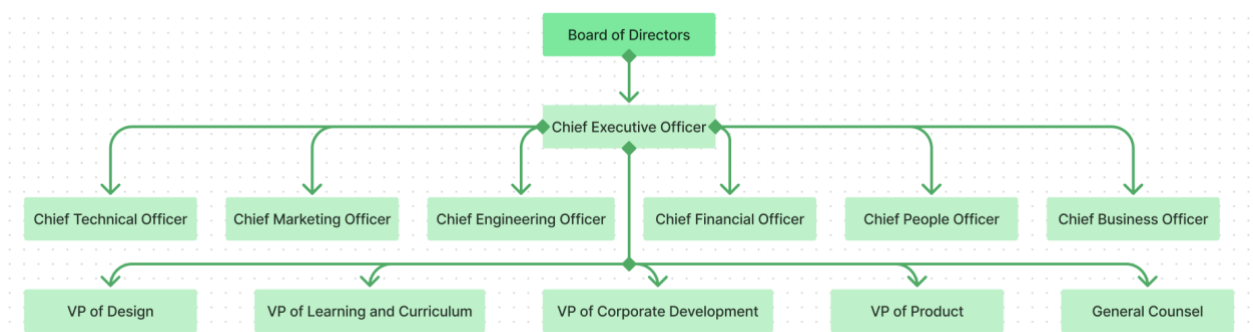 Board of Directors
Chief Executive Officer
Chief Technical Officer
Chief Marketing Officer
Chief Engineering Officer
Chief Financial Officer
Chief People Officer
Chief Business Officer
VP of Design
VP of Learning and Curriculum
VP of Corporate Development
VP of Product
General Counsel